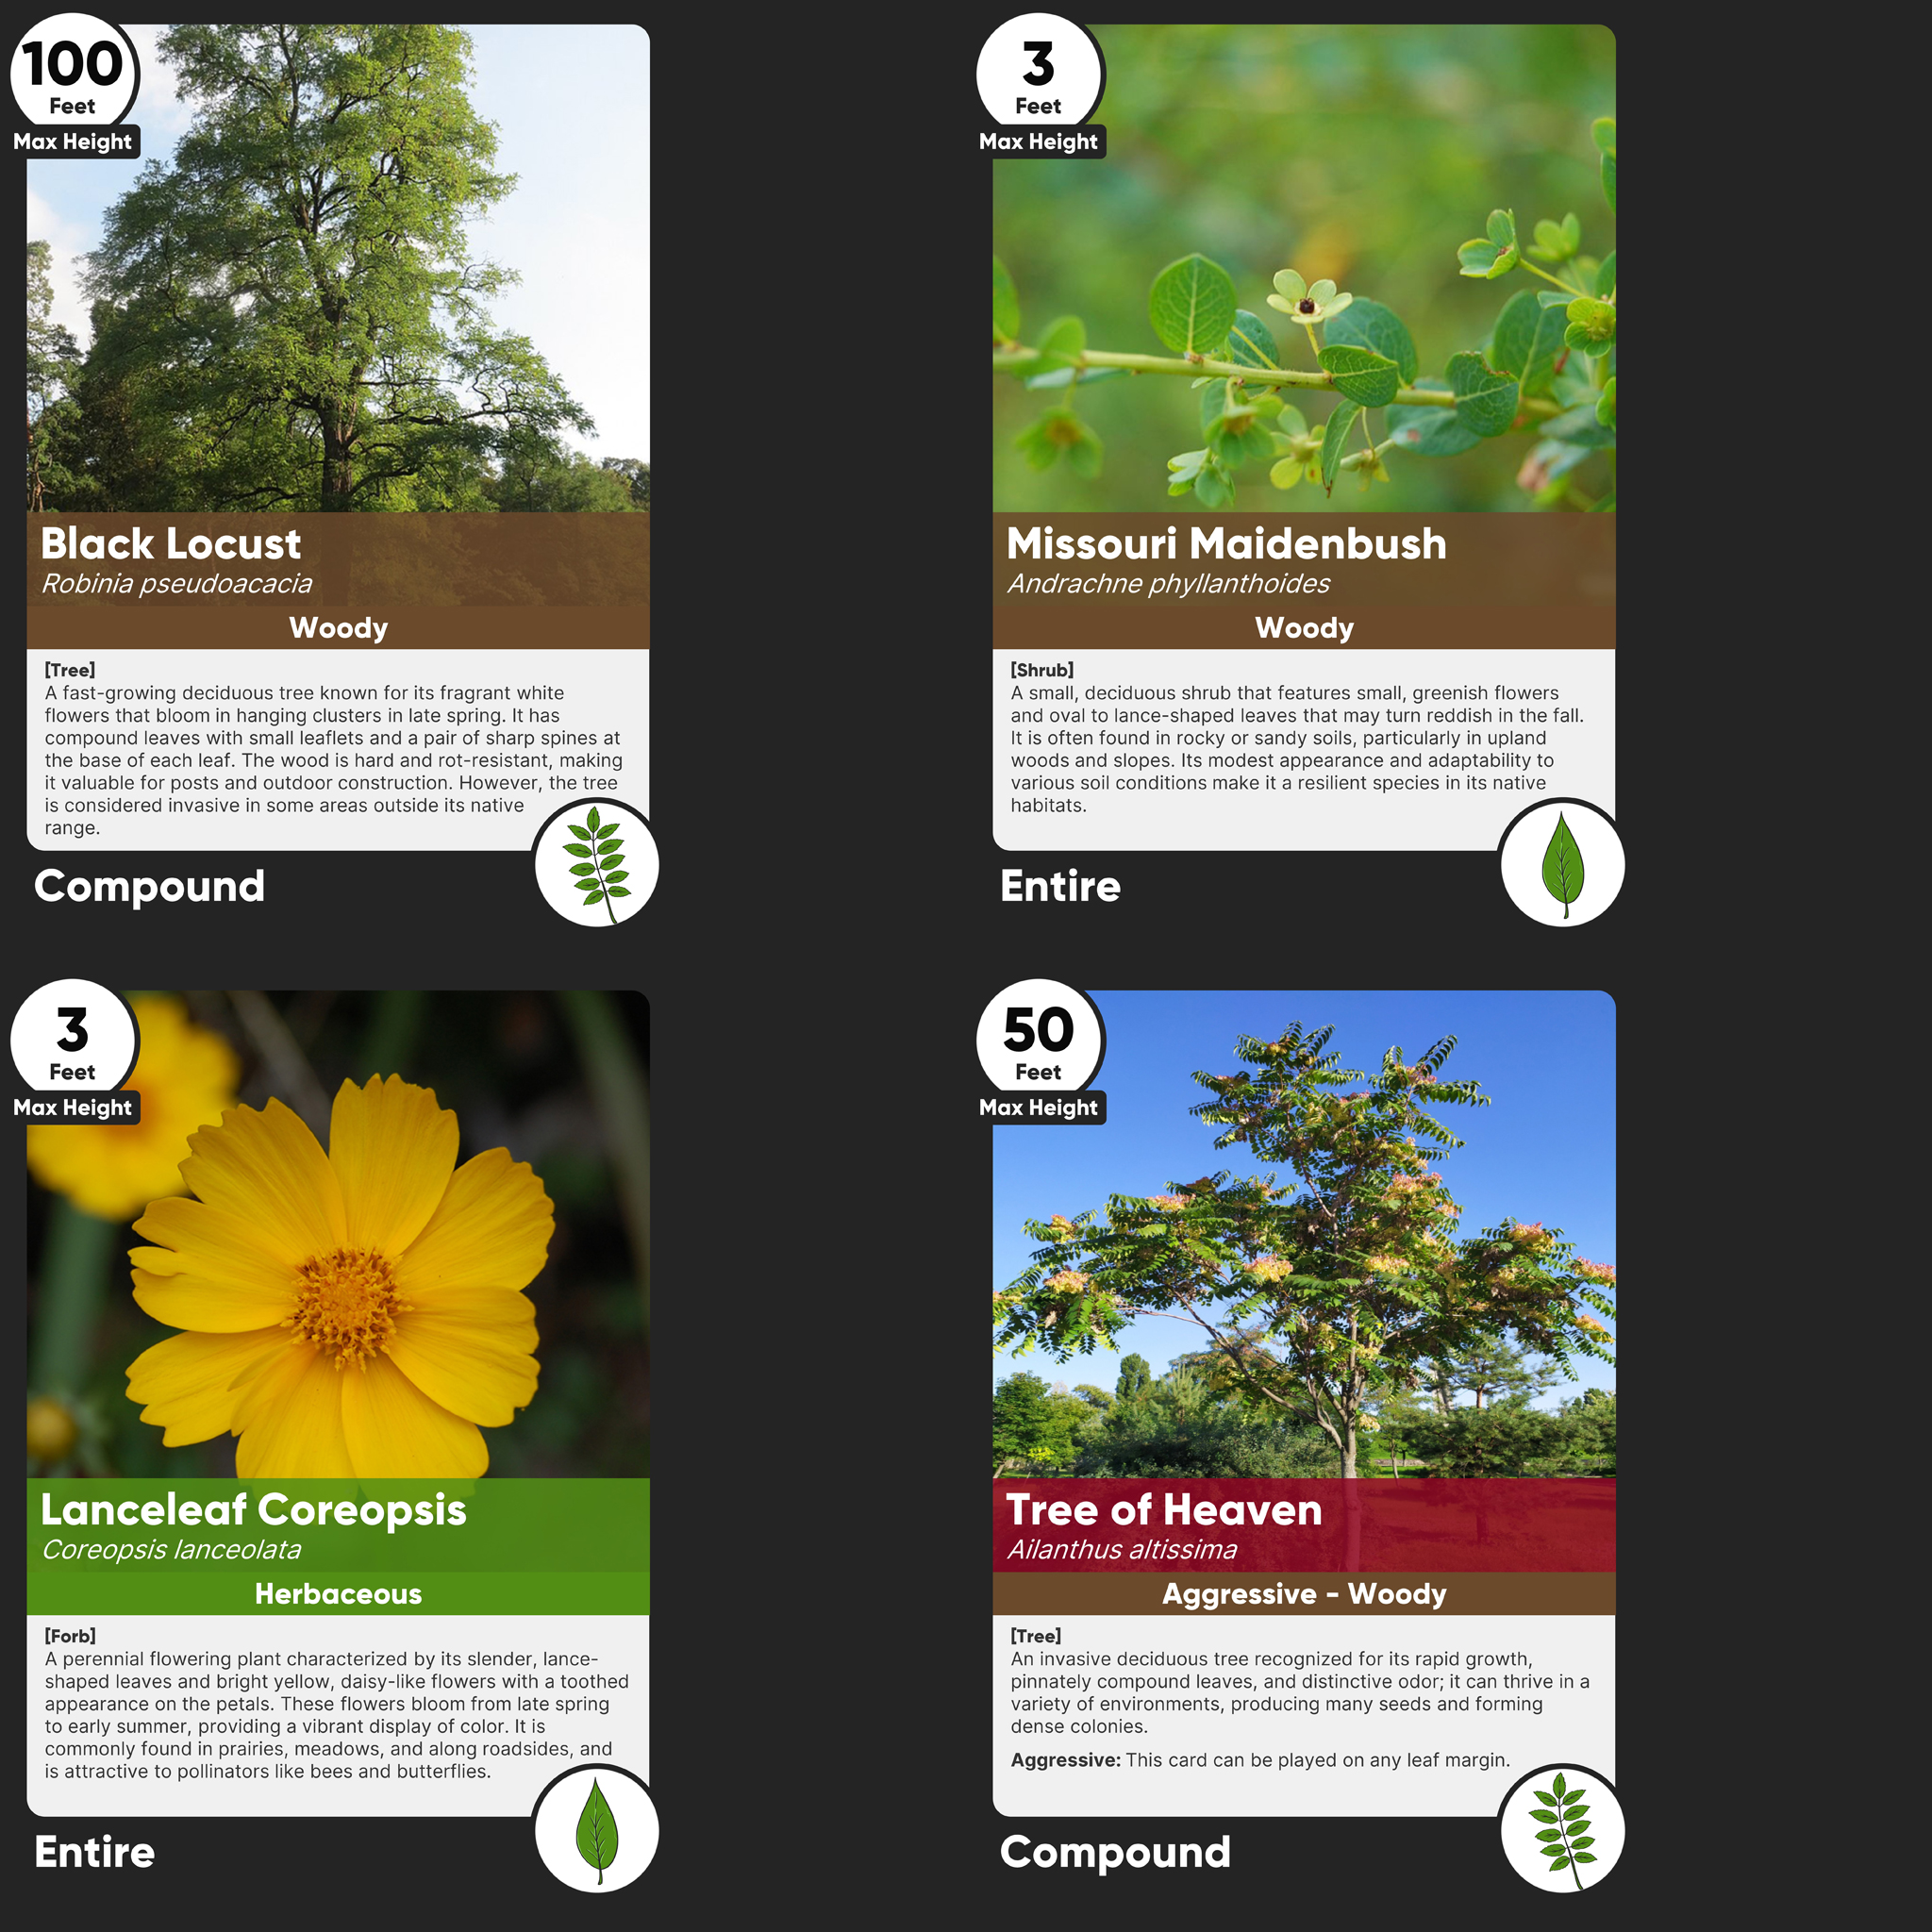 100
Feet
Max Height
Black Locust
Robinia pseudoacacia
Woody
[Tree]
A fast-growing deciduous tree known for its fragrant white
flowers that bloom in hanging clusters in late spring. It has
compound leaves with small leaflets and a pair of sharp spines at
the base of each leaf. The wood is hard and rot-resistant, making
it valuable for posts and outdoor construction. However, the tree
is considered invasive in some areas outside its native
range.
Compound
3
Feet
Max Height
Missouri Maidenbush
Andrachne phyllanthoides
Woody
[Shrub]
A small, deciduous shrub that features small, greenish flowers
and oval to lance-shaped leaves that may turn reddish in the fall.
It is often found in rocky or sandy soils, particularly in upland
woods and slopes. Its modest appearance and adaptability to
various soil conditions make it a resilient species in its native
habitats.
Entire
3
Feet
Max Height
Lanceleaf Coreopsis
Coreopsis lanceolata
Herbaceous
[Forb]
A perennial flowering plant characterized by its slender, lance-
shaped leaves and bright yellow, daisy-like flowers with a toothed
appearance on the petals. These flowers bloom from late spring
to early summer, providing a vibrant display of color. It is
commonly found in prairies, meadows, and along roadsides, and
is attractive to pollinators like bees and butterflies.
Entire
50
Feet
Max Height
Tree of Heaven
Ailanthus altissima
Aggressive - Woody
[Tree]
An invasive deciduous tree recognized for its rapid growth,
pinnately compound leaves, and distinctive odor; it can thrive in a
variety of environments, producing many seeds and forming
dense colonies.
Aggressive: This card can be played on any leaf margin.
Compound